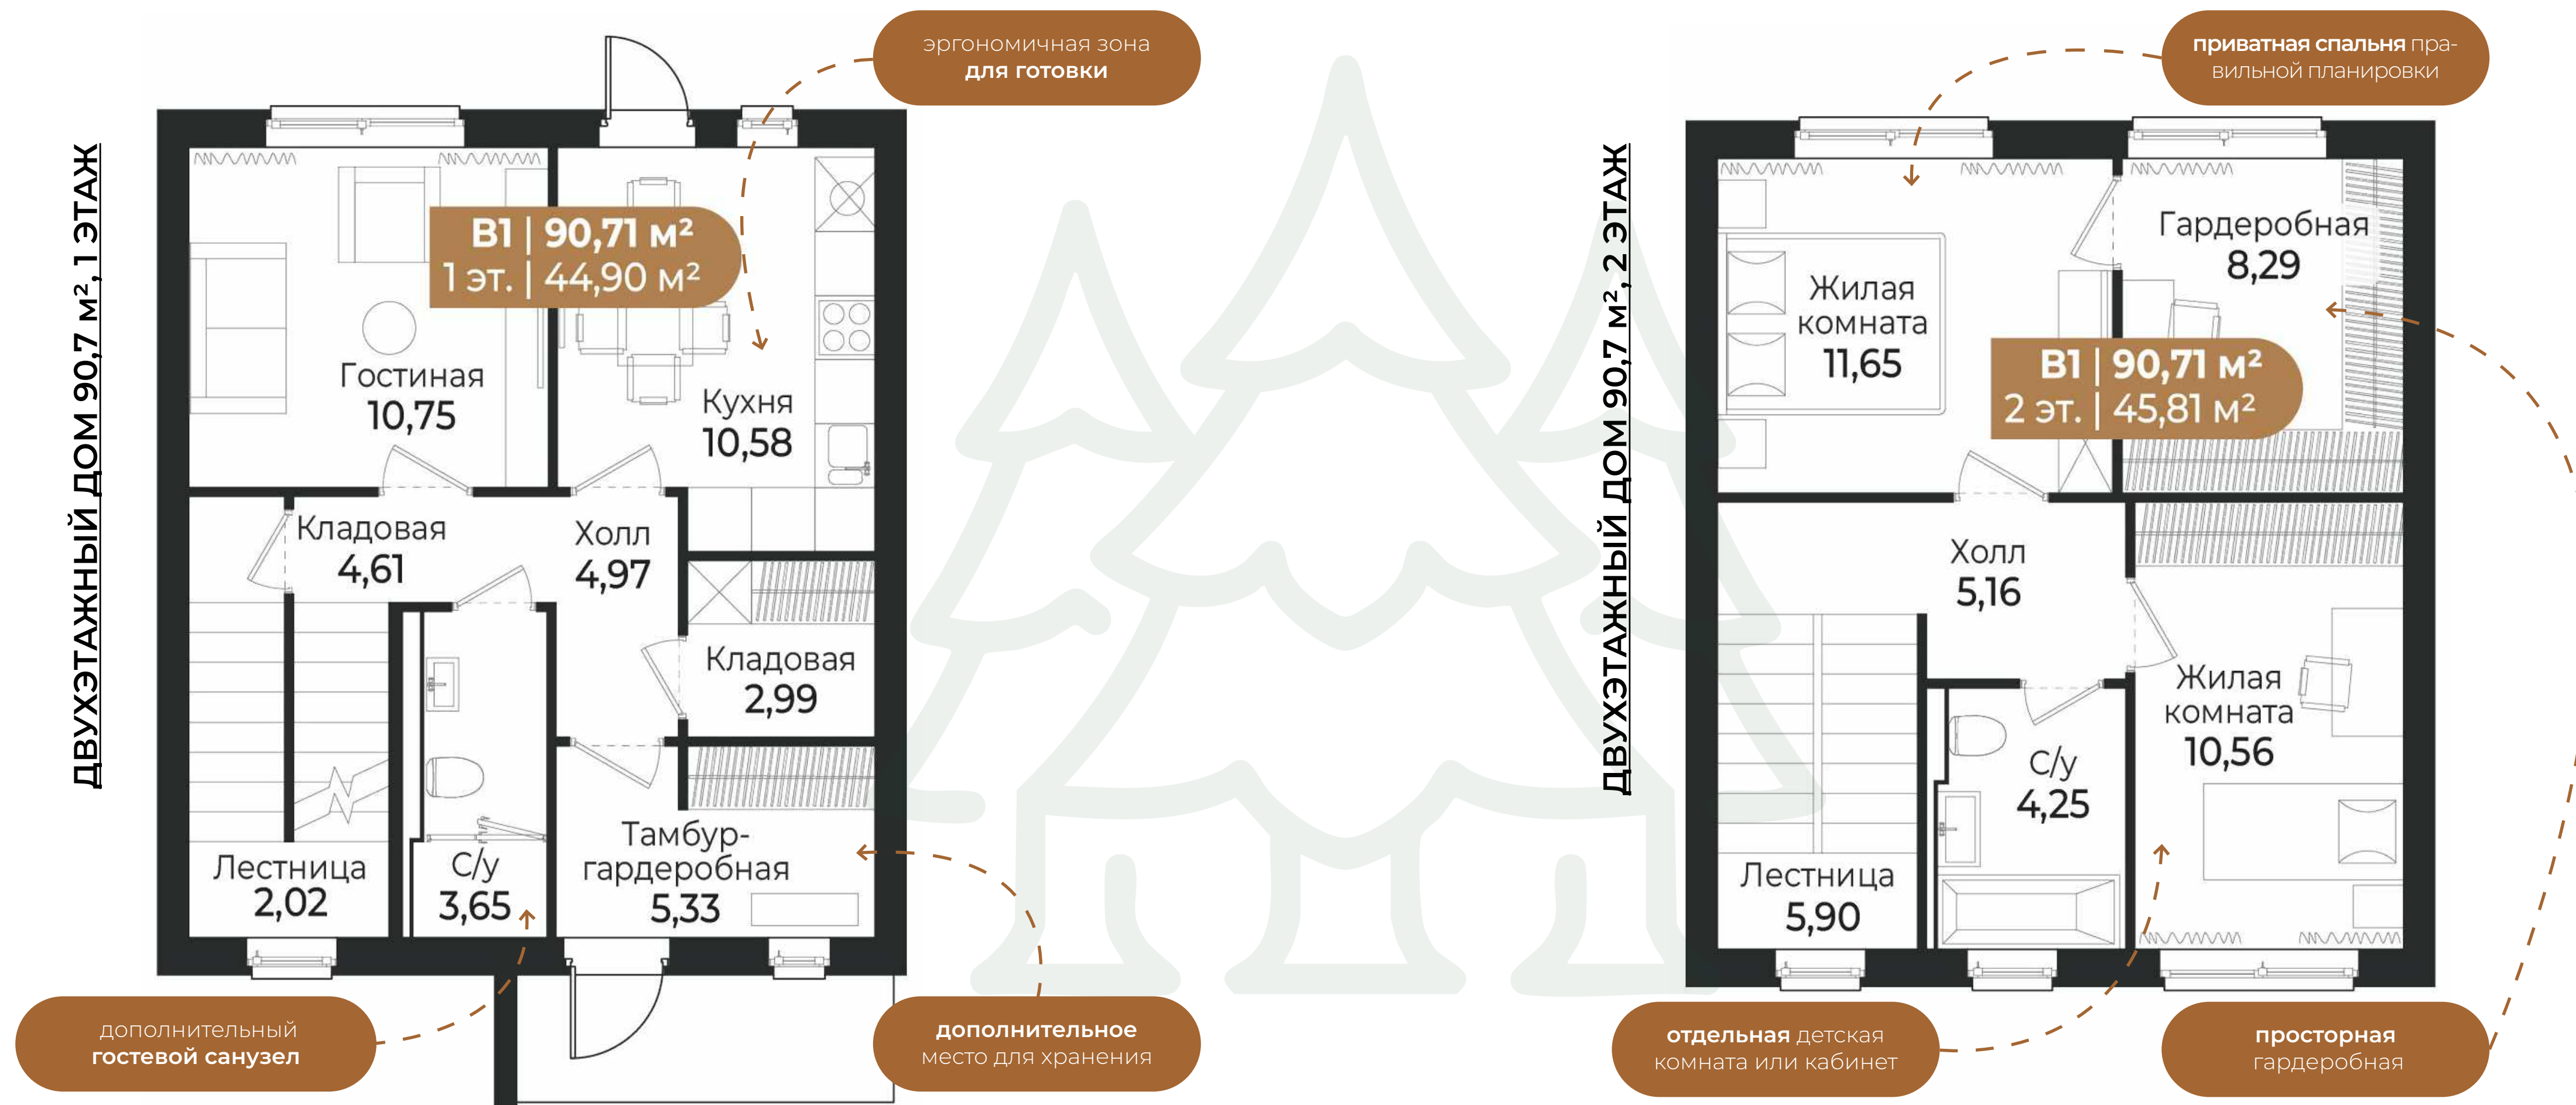 ДВУХЭТАЖНЫЙ ДОМ 90,7 м², 1 ЭТАЖ
эргономичная зона
для готовки
В1 | 90,71 м²
1 эт. | 44,90 м²
Гостиная
10,75
Кухня
10,58
Кладовая
4,61
Холл
4,97
Кладовая
2,99
Лестница
2,02
С/у
3,65
Тамбур-
гардеробная
5,33
дополнительный
гостевой санузел
дополнительное
место для хранения
ДВУХЭТАЖНЫЙ ДОМ 90,7 м², 2 ЭТАЖ
приватная спальня пра-
вильной планировки
Гардеробная
8,29
Жилая
комната
11,65
В1 | 90,71 м²
2 эт. | 45,81 м²
Холл
5,16
Жилая
комната
10,56
С/у
4,25
Лестница
5,90
отдельная детская
комната или кабинет
просторная
гардеробная